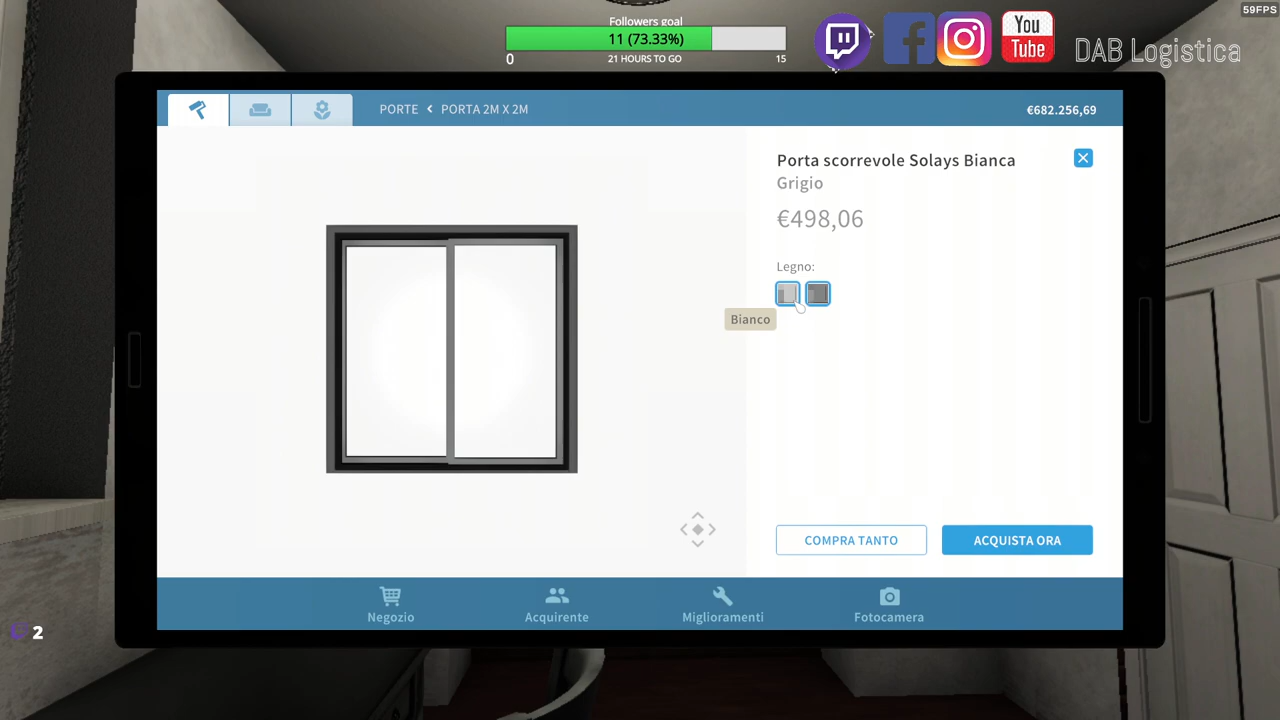 59FPS
Followers goal
11 (73.33%)
0 21 HOURS TO GO 15
You
Tube
DAB Logistica
PORTE < PORTA 2M X 2M
€682.256,69
Porta scorrevole Solays Bianca
Grigio
€498,06
Legno:
Bianco
COMPRA TANTO
ACQUISTA ORA
Negozio
Acquirente
Miglioramenti
Fotocamera
2